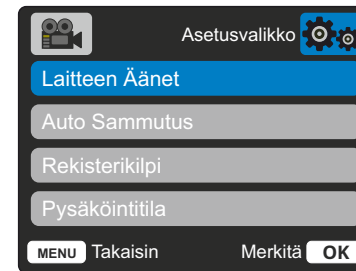 Asetusvalikko
Laitteen Äänet
Auto Sammutus
Rekisterikilpi
Pysäköintitila
MENU Takaisin Merkitä OK